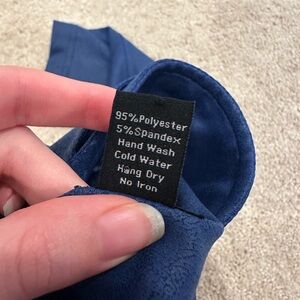 95%Polyester
5%Spandex
Hand Wash
Cold Water
Hang Dry
No Iron